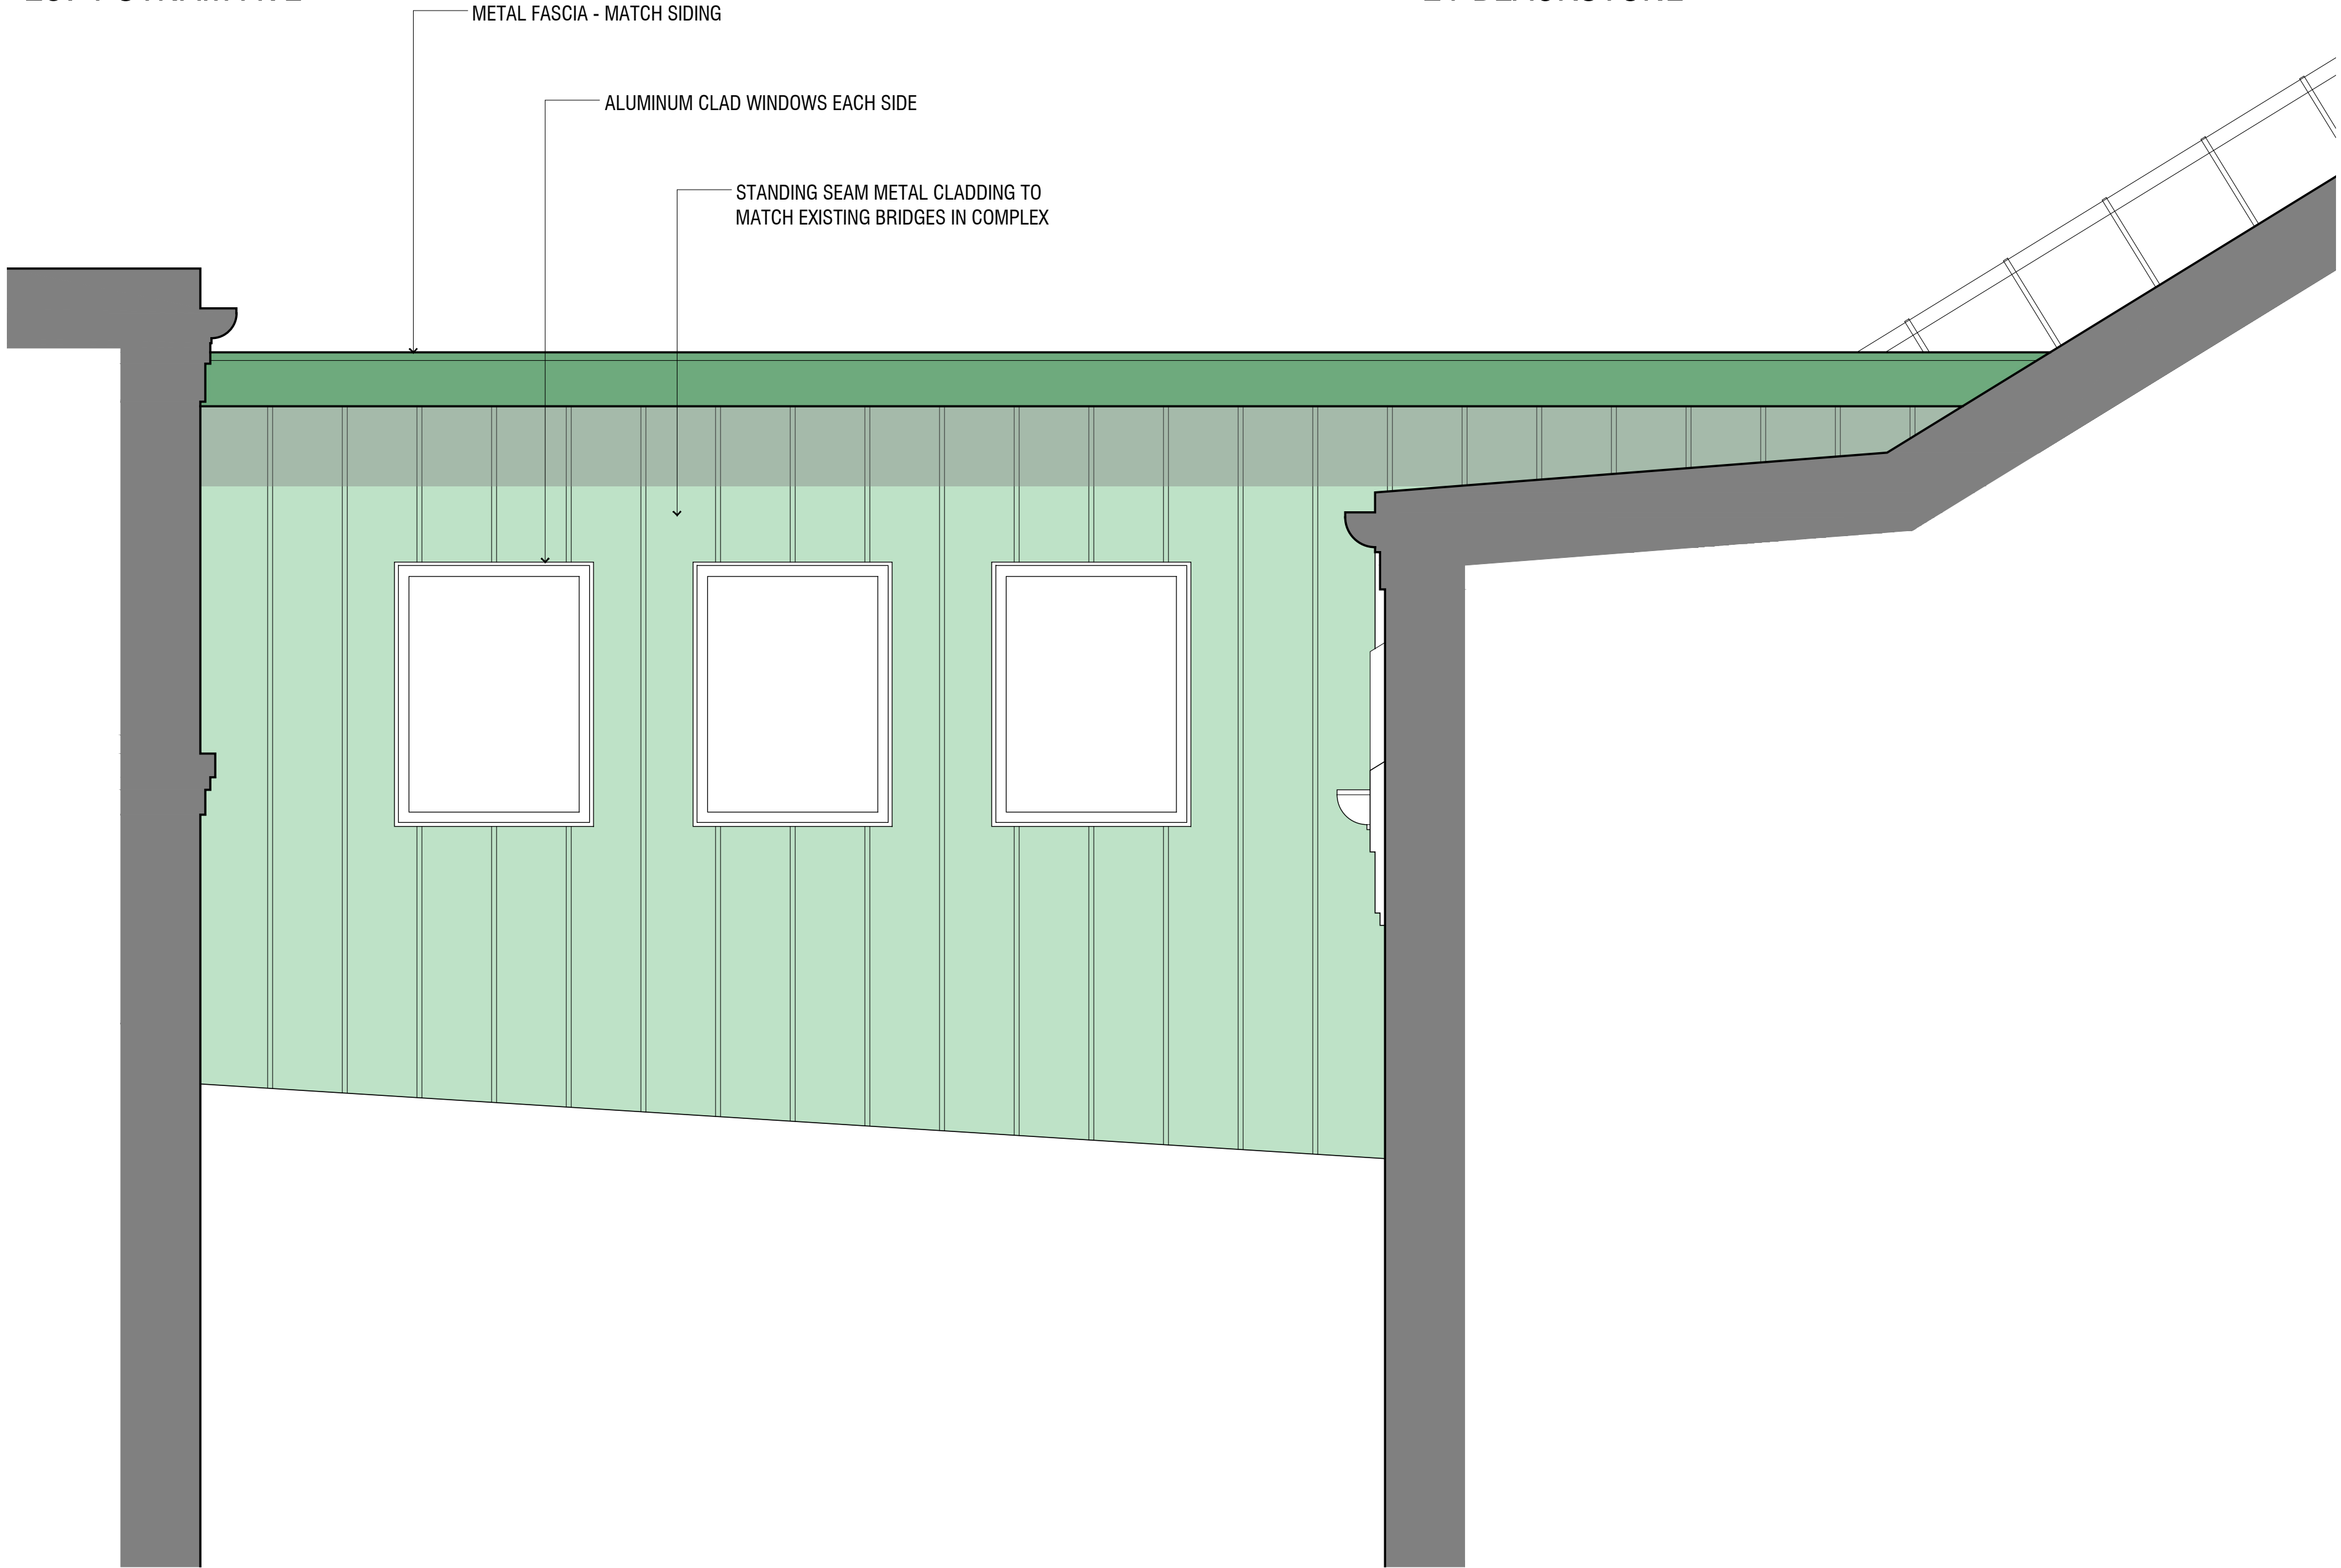 METAL FASCIA - MATCH SIDING
ALUMINUM CLAD WINDOWS EACH SIDE
STANDING SEAM METAL CLADDING TO
MATCH EXISTING BRIDGES IN COMPLEX